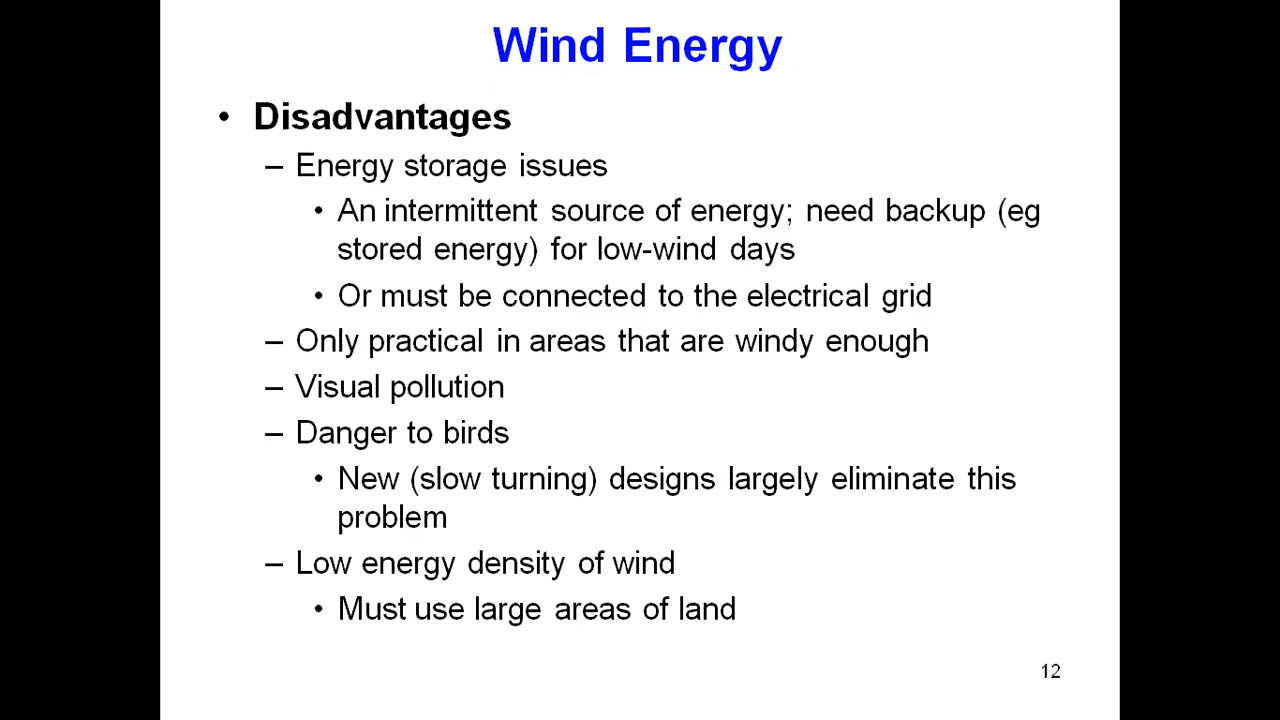 Wind Energy
• Disadvantages
– Energy storage issues
• An intermittent source of energy; need backup (eg
stored energy) for low-wind days
• Or must be connected to the electrical grid
– Only practical in areas that are windy enough
– Visual pollution
– Danger to birds
• New (slow turning) designs largely eliminate this
problem
– Low energy density of wind
• Must use large areas of land
12